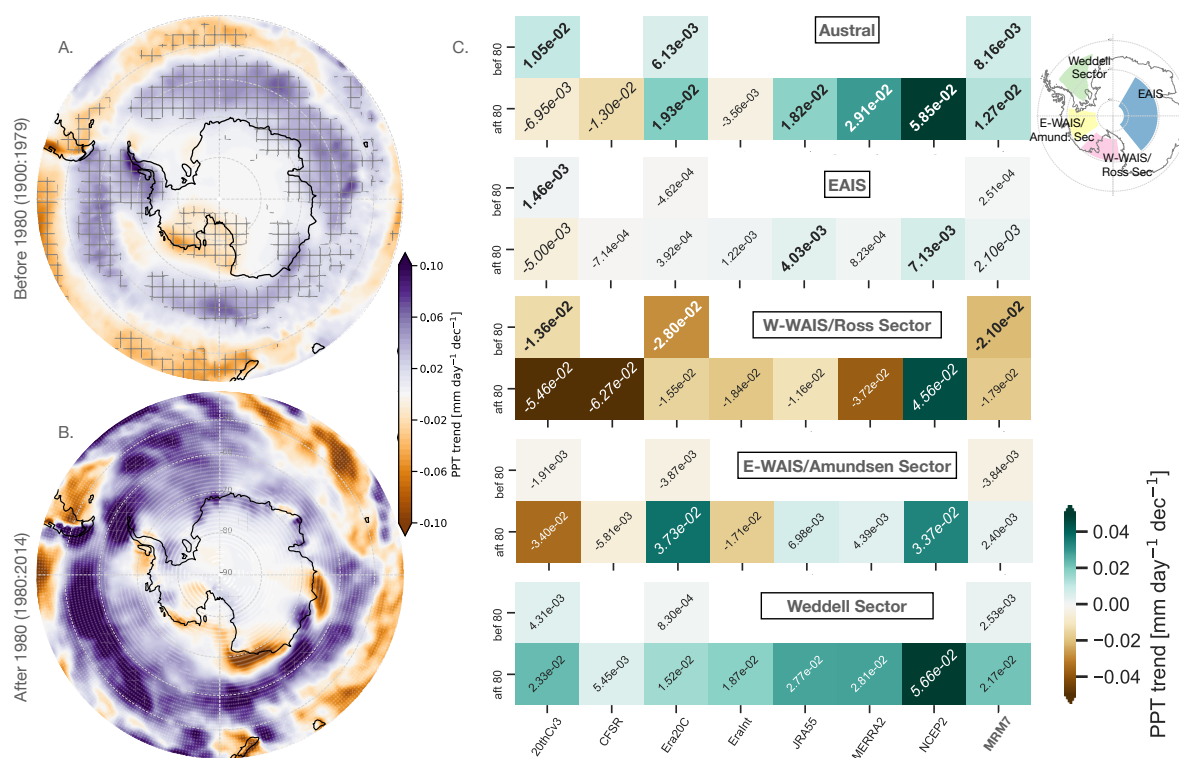 A.
Before 1980 (1900:1979)
0.10
0.06
0.02
-0.02
-0.06
-0.10
PPT trend [mm day⁻¹ dec⁻¹]
B.
After 1980 (1980:2014)
-60
-70
-80
-90
C.
Austral
bef 80
1.05e-02
6.13e-03
8.16e-03
aft 80
-6.95e-03
-1.30e-02
1.93e-02
-3.56e-03
1.82e-02
2.91e-02
5.85e-02
1.27e-02
EAIS
bef 80
1.46e-03
-4.62e-04
2.51e-04
aft 80
-5.00e-03
-7.14e-04
3.92e-04
1.22e-03
4.03e-03
8.23e-04
7.13e-03
2.10e-03
W-WAIS/Ross Sector
bef 80
-1.36e-02
-2.80e-02
-2.10e-02
aft 80
-5.46e-02
-6.27e-02
-1.55e-02
-1.84e-02
-1.16e-02
-3.72e-02
4.56e-02
-1.79e-02
E-WAIS/Amundsen Sector
bef 80
-1.91e-03
-3.87e-03
-3.84e-03
aft 80
-3.40e-02
-5.81e-03
3.73e-02
-1.71e-02
6.98e-03
4.39e-03
3.37e-02
2.40e-03
Weddell Sector
bef 80
4.31e-03
8.30e-04
2.53e-03
aft 80
2.33e-02
5.45e-03
1.52e-02
1.87e-02
2.77e-02
2.81e-02
5.66e-02
2.17e-02
20thCv3
CFSR
Era20C
EraInt
JRA55
MERRA2
NCEP2
MRM7
Weddell
Sector
EAIS
E-WAIS/
Amund. Sec
W-WAIS/
Ross Sec
0.04
0.02
0.00
−0.02
−0.04
PPT trend [mm day⁻¹ dec⁻¹]